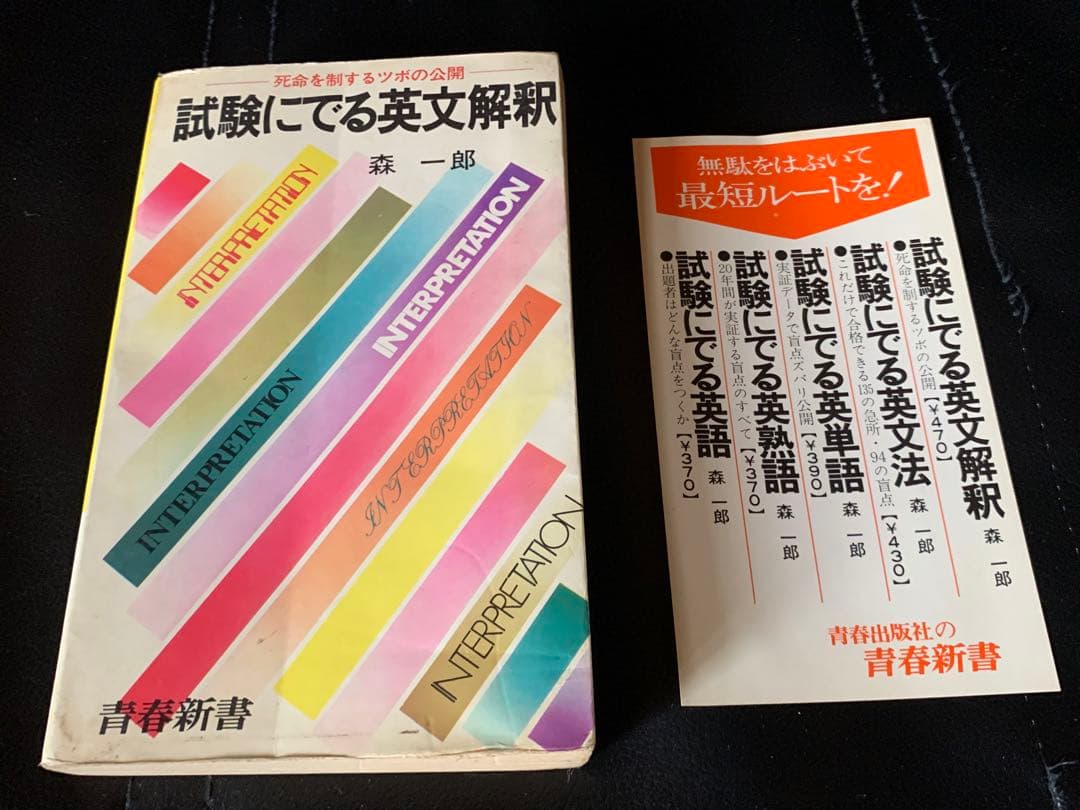 死命を制するツボの公開
試験にでる英文解釈
森 一郎
INTERPRETATION
INTERPRETATION
INTERPRETATION
INTERPRETATION
INTERPRETATION
青春新書
無駄をはぶいて
最短ルートを!
試験にでる英文解釈 森 一郎
●死命を制するツボの公開【¥470】
試験にでる英文法 森 一郎
●これだけで合格できる135の急所・94の盲点【¥430】
試験にでる英単語 森 一郎
●実証データで盲点ズバリ公開【¥390】
試験にでる英熟語 森 一郎
●20年間が実証する盲点のすべて【¥370】
試験にでる英語 森 一郎
●出題者はどんな盲点をつくか【¥370】
青春出版社の
青春新書